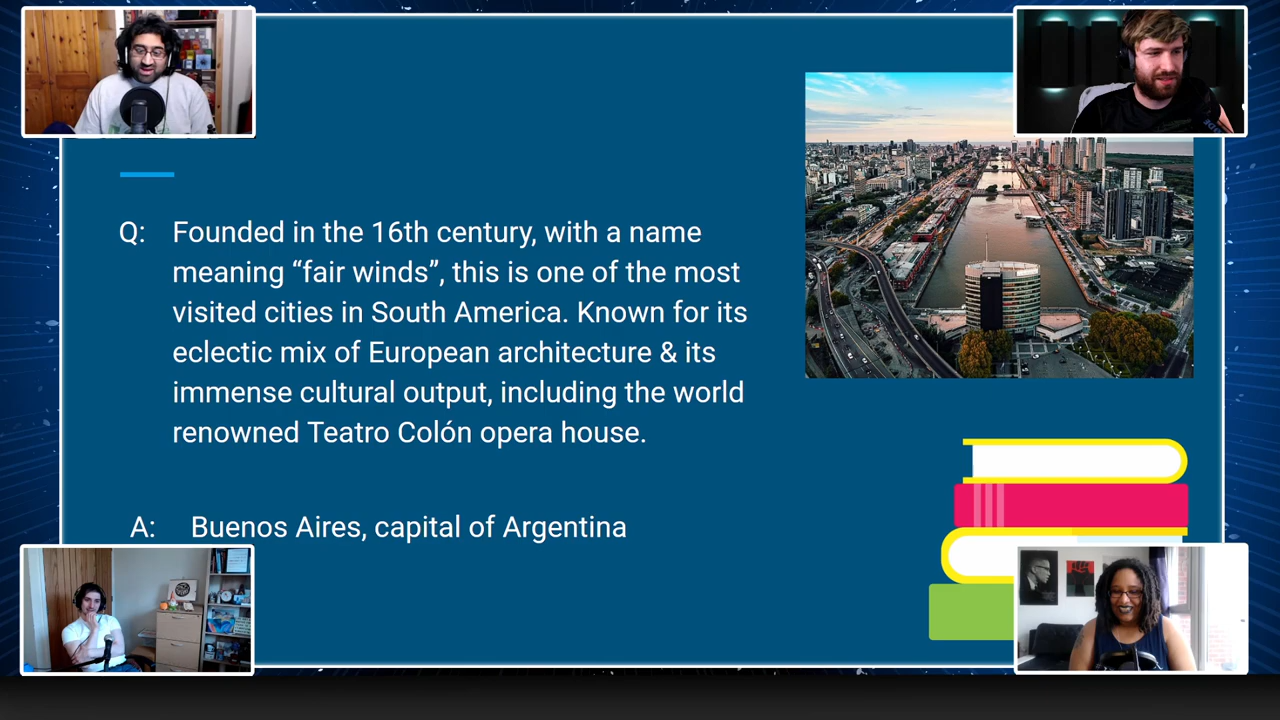 Q: Founded in the 16th century, with a name
meaning “fair winds”, this is one of the most
visited cities in South America. Known for its
eclectic mix of European architecture & its
immense cultural output, including the world
renowned Teatro Colón opera house.
A: Buenos Aires, capital of Argentina